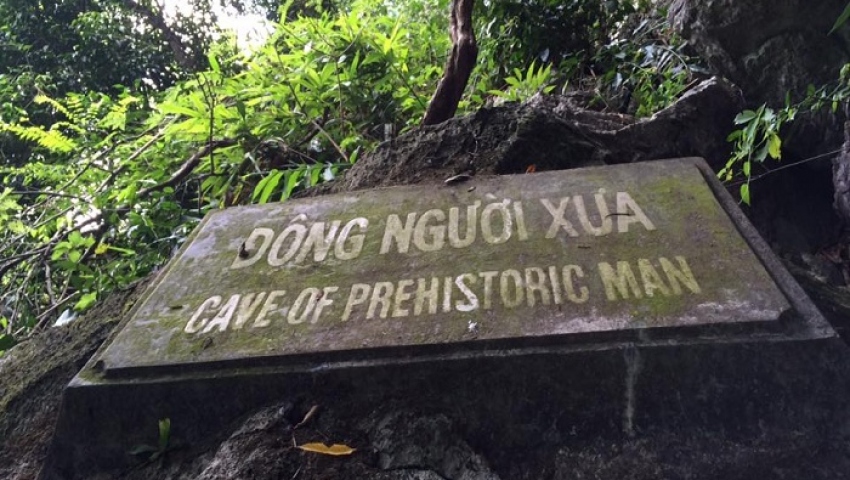 ĐỘNG NGƯỜI XƯA
CAVE OF PREHISTORIC MAN